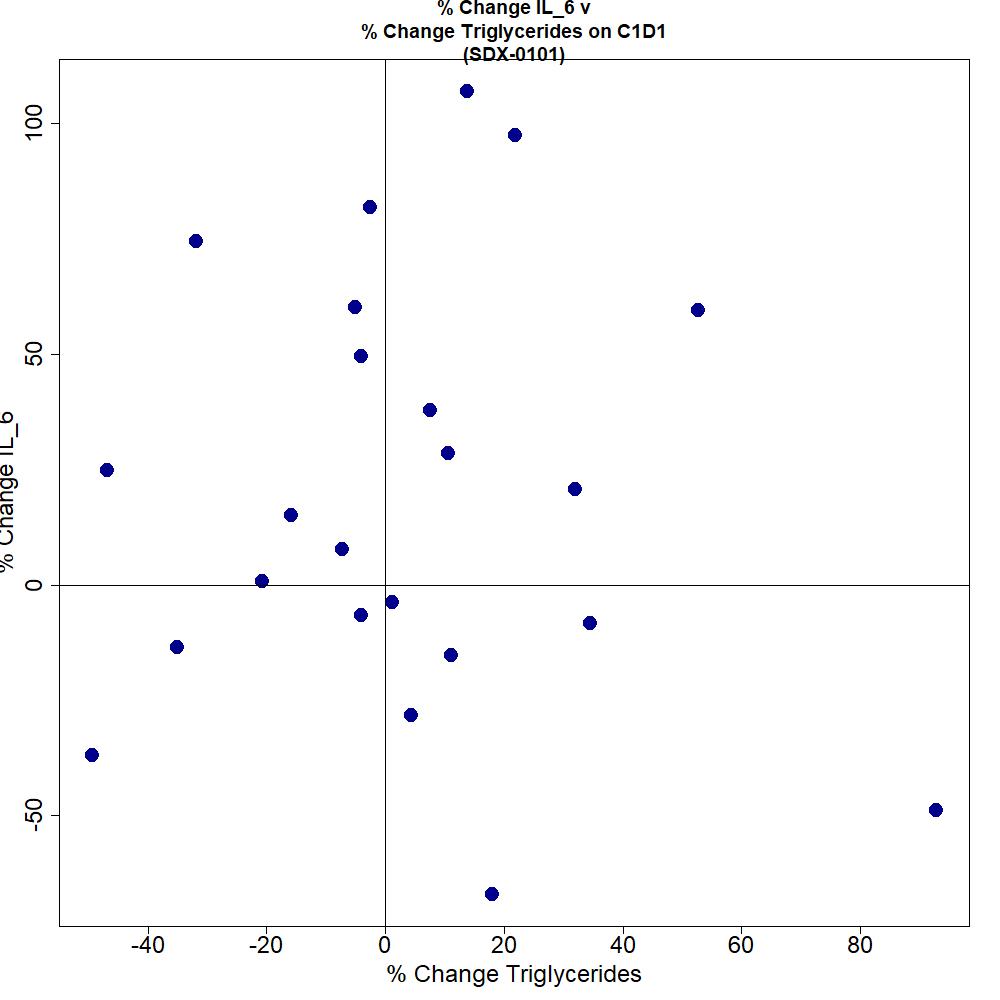 % Change IL_6 v
% Change Triglycerides on C1D1
(SDX-0101)
100
50
0
-50
% Change IL_6
-40
-20
0
20
40
60
80
% Change Triglycerides